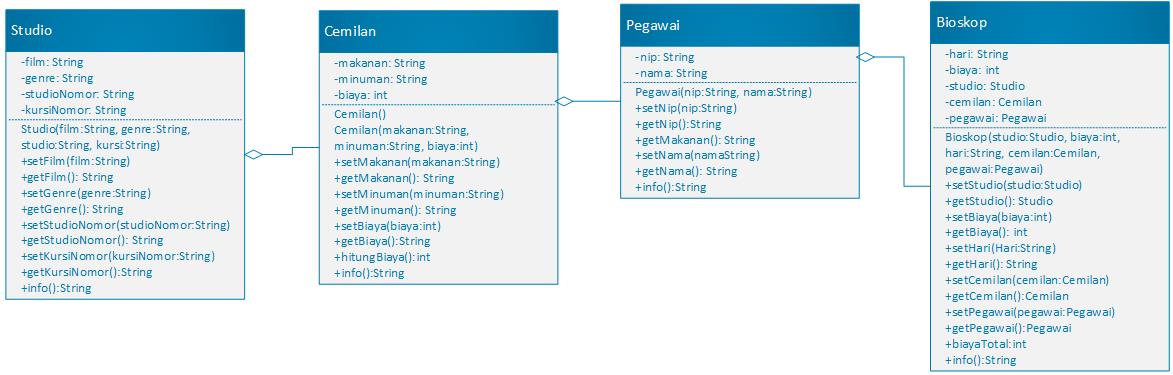 Studio
-film: String
-genre: String
-studioNomor: String
-kursiNomor: String
Studio(film:String, genre:String,
studio:String, kursi:String)
+setFilm(film:String)
+getFilm(): String
+setGenre(genre:String)
+getGenre(): String
+setStudioNomor(studioNomor:String)
+getStudioNomor(): String
+setKursiNomor(kursiNomor:String)
+getKursiNomor():String
+info():String
Cemilan
-makanan: String
-minuman: String
-biaya: int
Cemilan()
Cemilan(makanan:String,
minuman:String, biaya:int)
+setMakanan(makanan:String)
+getMakanan(): String
+setMinuman(minuman:String)
+getMinuman(): String
+setBiaya(biaya:int)
+getBiaya():String
+hitungBiaya():int
+info():String
Pegawai
-nip: String
-nama: String
Pegawai(nip:String, nama:String)
+setNip(nip:String)
+getNip():String
+getMakanan(): String
+setNama(namaString)
+getNama(): String
+info():String
Bioskop
-hari: String
-biaya: int
-studio: Studio
-cemilan: Cemilan
-pegawai: Pegawai
Bioskop(studio:Studio, biaya:int,
hari:String, cemilan:Cemilan,
pegawai:Pegawai)
+setStudio(studio:Studio)
+getStudio(): Studio
+setBiaya(biaya:int)
+getBiaya(): int
+setHari(Hari:String)
+getHari(): String
+setCemilan(cemilan:Cemilan)
+getCemilan():Cemilan
+setPegawai(pegawai:Pegawai)
+getPegawai():Pegawai
+biayaTotal:int
+info():String